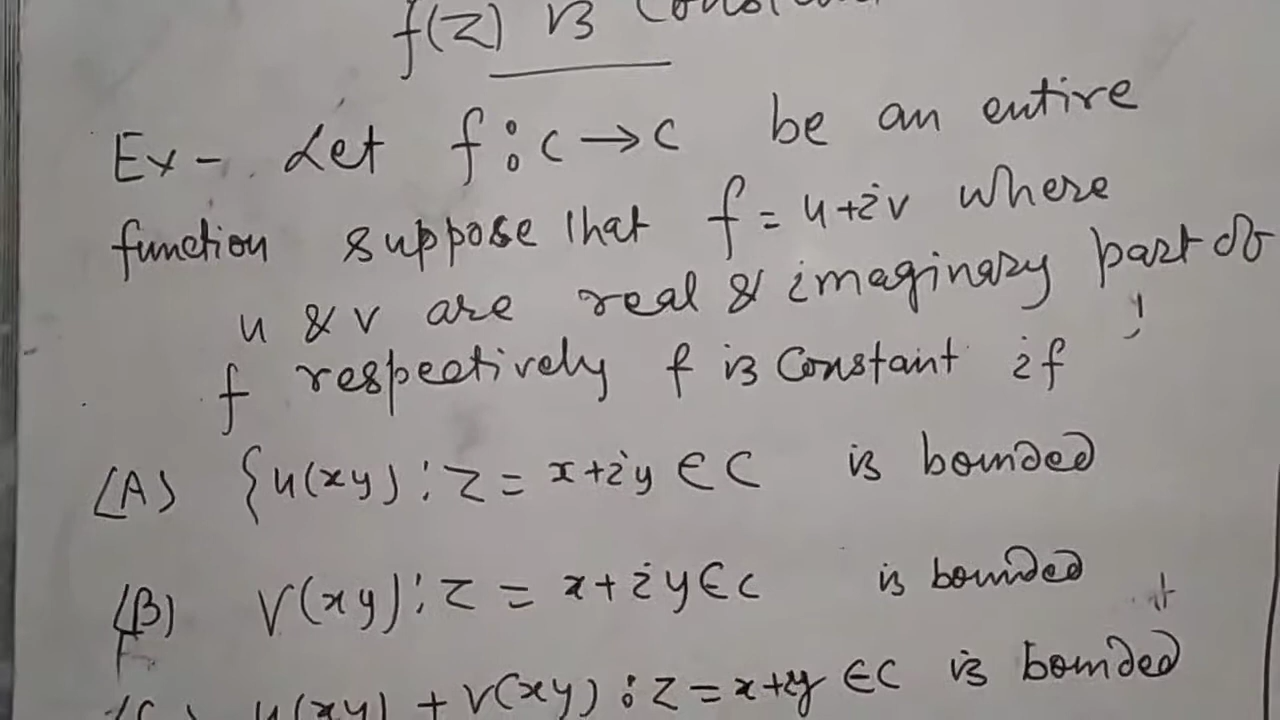 f(z) is Constant
Ex - Let f : C → C be an entire
function suppose that f = u+iv where
u & v are real & imaginary part of
f respectively f is Constant if
(A) {u(xy) : z = x+iy ∈ C is bounded
(B) V(xy) : z = x+iy ∈ C is bounded
(C) u(xy) + v(xy) : z = x+iy ∈ C is bounded